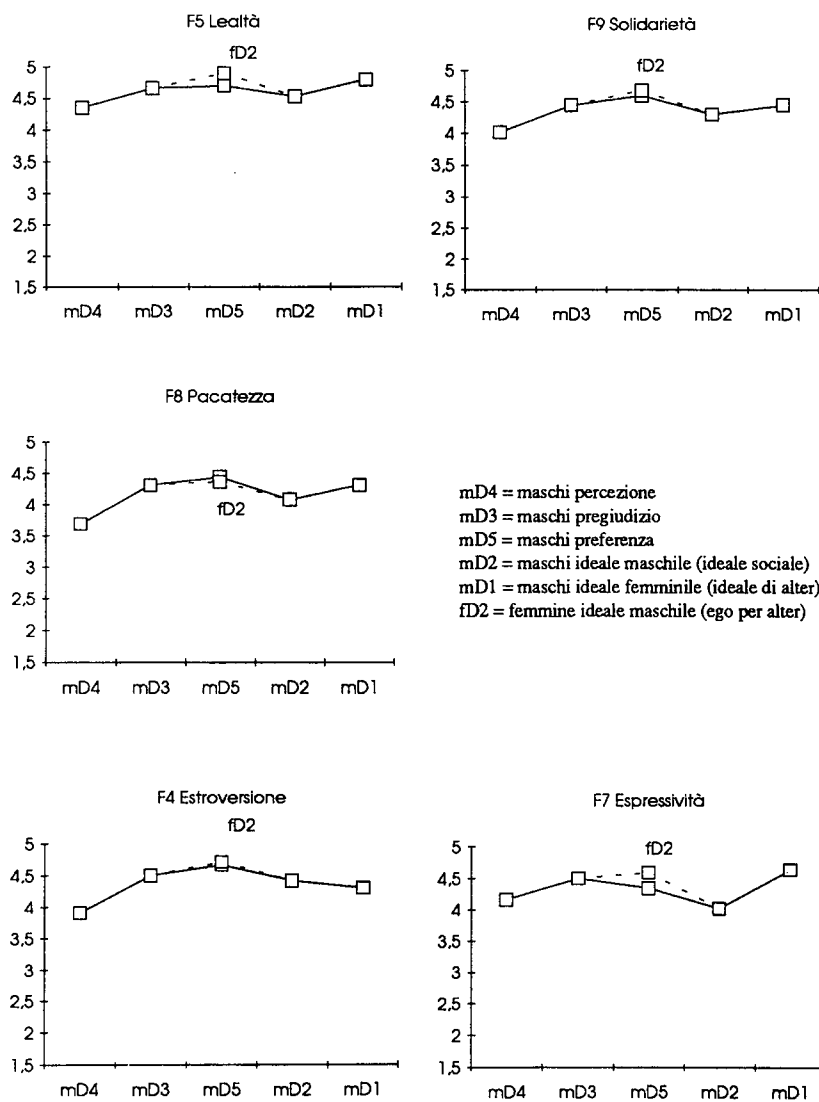 F5 Lealtà
fD2
5
4,5
4
3,5
3
2,5
2
1,5
mD4 mD3 mD5 mD2 mD1
F9 Solidarietà
fD2
5
4,5
4
3,5
3
2,5
2
1,5
mD4 mD3 mD5 mD2 mD1
F8 Pacatezza
5
4,5
4
3,5
3
2,5
2
1,5
fD2
mD4 mD3 mD5 mD2 mD1
mD4 = maschi percezione
mD3 = maschi pregiudizio
mD5 = maschi preferenza
mD2 = maschi ideale maschile (ideale sociale)
mD1 = maschi ideale femminile (ideale di alter)
fD2 = femmine ideale maschile (ego per alter)
F4 Estroversione
fD2
5
4,5
4
3,5
3
2,5
2
1,5
mD4 mD3 mD5 mD2 mD1
F7 Espressività
fD2
5
4,5
4
3,5
3
2,5
2
1,5
mD4 mD3 mD5 mD2 mD1